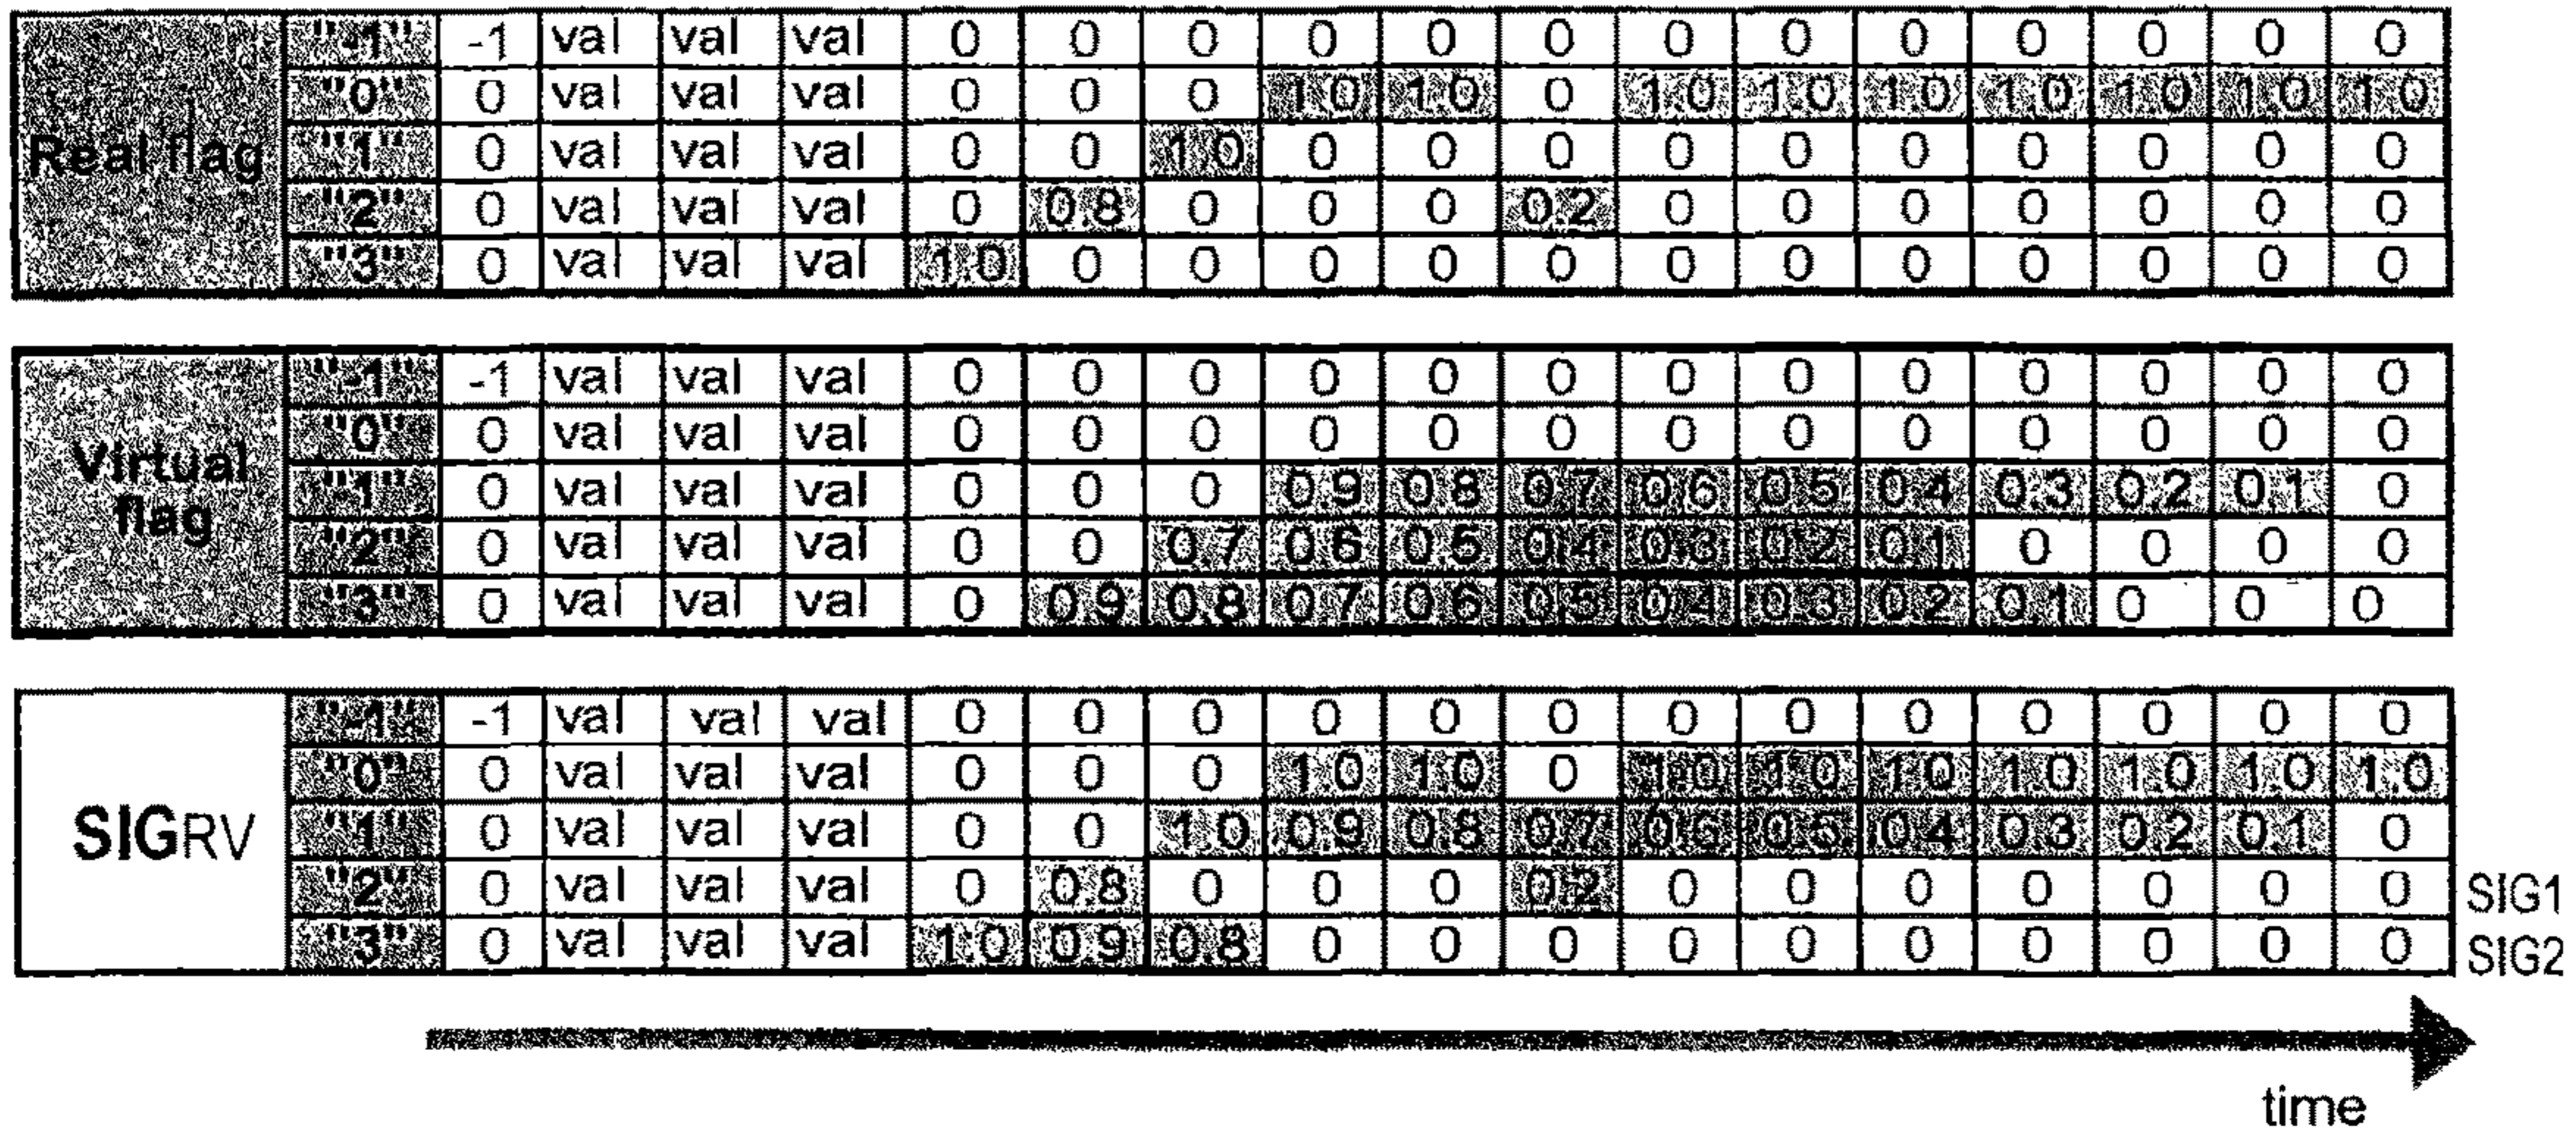 "-1" -1 val val val 0 0 0 0 0 0 0 0 0 0 0 0 0
"0" 0 val val val 0 0 0 1.0 1.0 0 1.0 1.0 1.0 1.0 1.0 1.0 1.0
Real flag "1" 0 val val val 0 0 1.0 0 0 0 0 0 0 0 0 0 0
"2" 0 val val val 0 0.8 0 0 0 0.2 0 0 0 0 0 0 0
"3" 0 val val val 1.0 0 0 0 0 0 0 0 0 0 0 0 0
"-1" -1 val val val 0 0 0 0 0 0 0 0 0 0 0 0 0
"0" 0 val val val 0 0 0 0 0 0 0 0 0 0 0 0 0
Virtual flag "1" 0 val val val 0 0 0 0.9 0.8 0.7 0.6 0.5 0.4 0.3 0.2 0.1 0
"2" 0 val val val 0 0 0.7 0.6 0.5 0.4 0.3 0.2 0.1 0 0 0 0
"3" 0 val val val 0 0.9 0.8 0.7 0.6 0.5 0.4 0.3 0.2 0.1 0 0 0
"-1" -1 val val val 0 0 0 0 0 0 0 0 0 0 0 0 0
"0" 0 val val val 0 0 0 1.0 1.0 0 1.0 1.0 1.0 1.0 1.0 1.0 1.0
SIGRV "1" 0 val val val 0 0 1.0 0.9 0.8 0.7 0.6 0.5 0.4 0.3 0.2 0.1 0
"2" 0 val val val 0 0.8 0 0 0 0.2 0 0 0 0 0 0 0 SIG1
"3" 0 val val val 1.0 0.9 0.8 0 0 0 0 0 0 0 0 0 0 SIG2
time